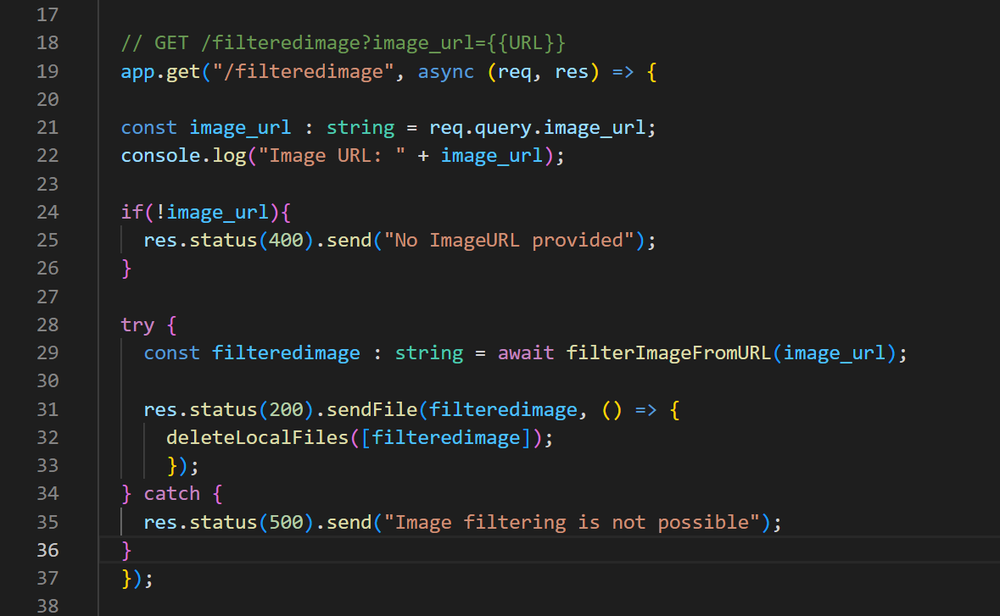 17
18 // GET /filteredimage?image_url={{URL}}
19 app.get("/filteredimage", async (req, res) => {
20
21 const image_url : string = req.query.image_url;
22 console.log("Image URL: " + image_url);
23
24 if(!image_url){
25   res.status(400).send("No ImageURL provided");
26 }
27
28 try {
29   const filteredimage : string = await filterImageFromURL(image_url);
30
31   res.status(200).sendFile(filteredimage, () => {
32     deleteLocalFiles([filteredimage]);
33     });
34 } catch {
35   res.status(500).send("Image filtering is not possible");
36 }
37 });
38